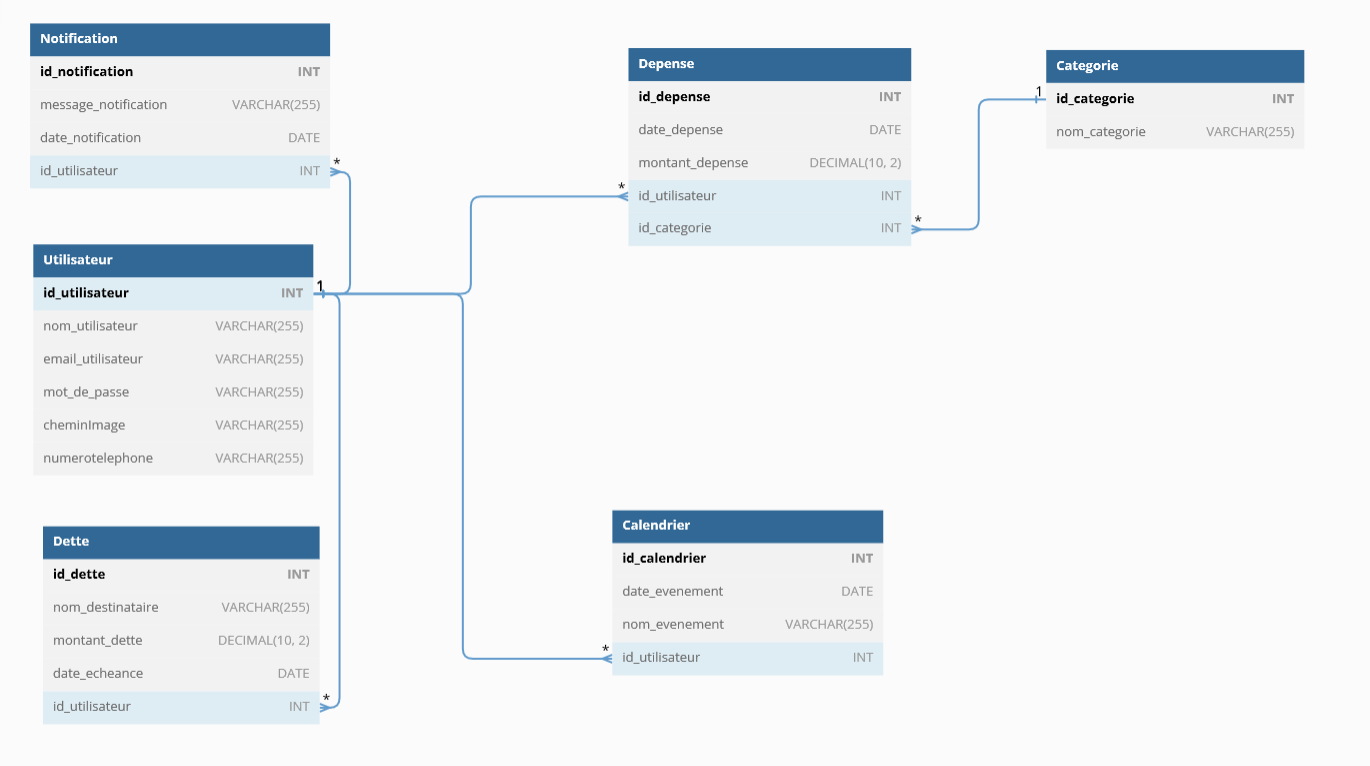 Notification
id_notification INT
message_notification VARCHAR(255)
date_notification DATE
id_utilisateur INT
*
Utilisateur
id_utilisateur INT
1
nom_utilisateur VARCHAR(255)
email_utilisateur VARCHAR(255)
mot_de_passe VARCHAR(255)
cheminImage VARCHAR(255)
numerotelephone VARCHAR(255)
Dette
id_dette INT
nom_destinataire VARCHAR(255)
montant_dette DECIMAL(10, 2)
date_echeance DATE
id_utilisateur INT
*
Depense
id_depense INT
date_depense DATE
montant_depense DECIMAL(10, 2)
*
id_utilisateur INT
id_categorie INT
*
Categorie
1
id_categorie INT
nom_categorie VARCHAR(255)
Calendrier
id_calendrier INT
date_evenement DATE
nom_evenement VARCHAR(255)
*
id_utilisateur INT